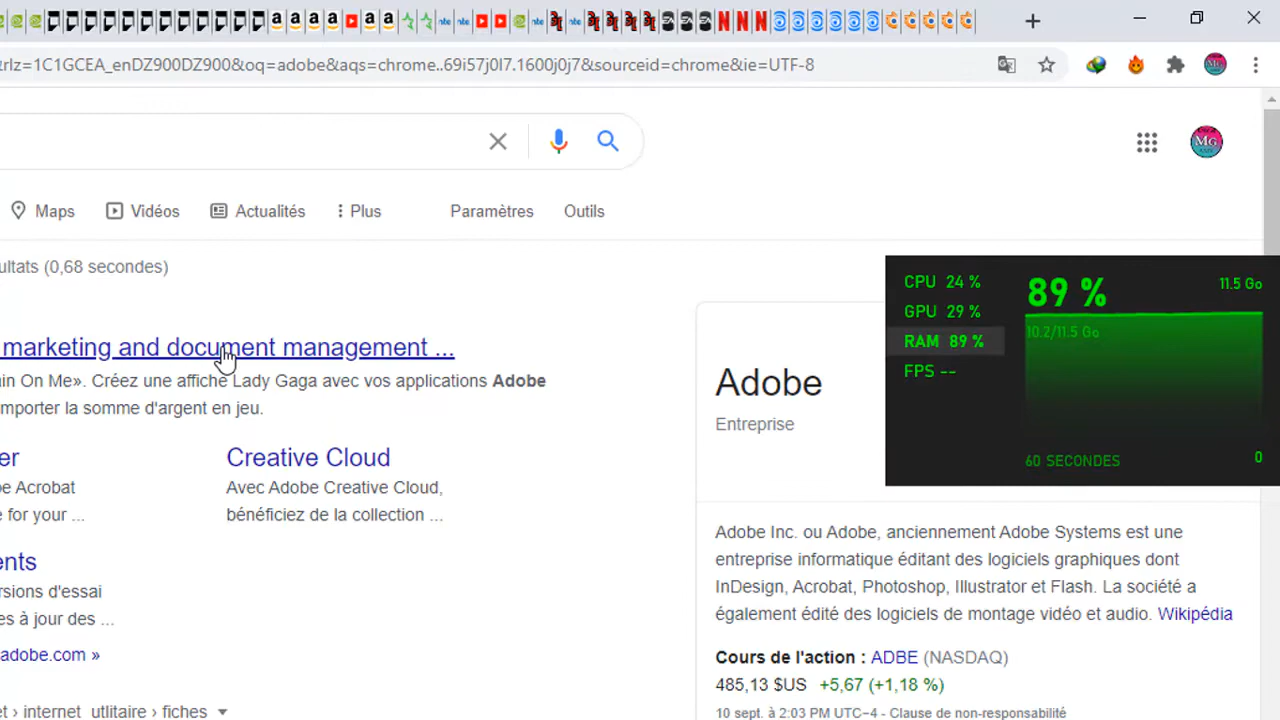 rlz=1C1GCEA_enDZ900DZ900&oq=adobe&aqs=chrome..69i57j0l7.1600j0j7&sourceid=chrome&ie=UTF-8
Maps Vidéos Actualités Plus Paramètres Outils
ultats (0,68 secondes)
marketing and document management ...
in On Me». Créez une affiche Lady Gaga avec vos applications Adobe
mporter la somme d'argent en jeu.
er
Creative Cloud
e Acrobat
Avec Adobe Creative Cloud,
e for your ...
bénéficiez de la collection ...
ents
rsions d'essai
es à jour des ...
adobe.com »
et › internet_utlitaire › fiches
CPU 24 %
GPU 29 %
RAM 89 %
FPS --
89 %
11.5 Go
10.2/11.5 Go
60 SECONDES
0
Adobe
Entreprise
Adobe Inc. ou Adobe, anciennement Adobe Systems est une
entreprise informatique éditant des logiciels graphiques dont
InDesign, Acrobat, Photoshop, Illustrator et Flash. La société a
également édité des logiciels de montage vidéo et audio. Wikipédia
Cours de l'action : ADBE (NASDAQ)
485,13 $US +5,67 (+1,18 %)
10 sept. à 2:03 PM UTC−4 - Clause de non-responsabilité